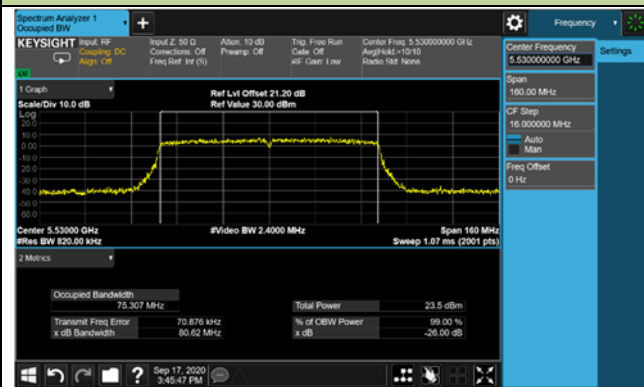 Spectrum Analyzer 1
Occupied BW
+
Frequency
KEYSIGHT
Input: RF
Coupling: DC
Align: Off
Input Z: 50 Ω
Corrections: Off
Freq Ref: Int (S)
Atten: 10 dB
Preamp: Off
Trig: Free Run
Gate: Off
#IF Gain: Low
Center Freq: 5.530000000 GHz
Avg|Hold:>10/10
Radio Std: None
Center Frequency
5.530000000 GHz
Settings
Span
160.00 MHz
CF Step
16.000000 MHz
Auto
Man
Freq Offset
0 Hz
1 Graph
Scale/Div 10.0 dB
Ref Lvl Offset 21.20 dB
Ref Value 30.00 dBm
Log
20.0
10.0
0.00
-10.0
-20.0
-30.0
-40.0
-50.0
-60.0
Center 5.53000 GHz
#Video BW 2.4000 MHz
Span 160 MHz
#Res BW 820.00 kHz
Sweep 1.07 ms (2001 pts)
2 Metrics
Occupied Bandwidth
75.307 MHz
Total Power 23.5 dBm
Transmit Freq Error 70.876 kHz
% of OBW Power 99.00 %
x dB Bandwidth 80.62 MHz
x dB -26.00 dB
?
Sep 17, 2020
3:45:47 PM